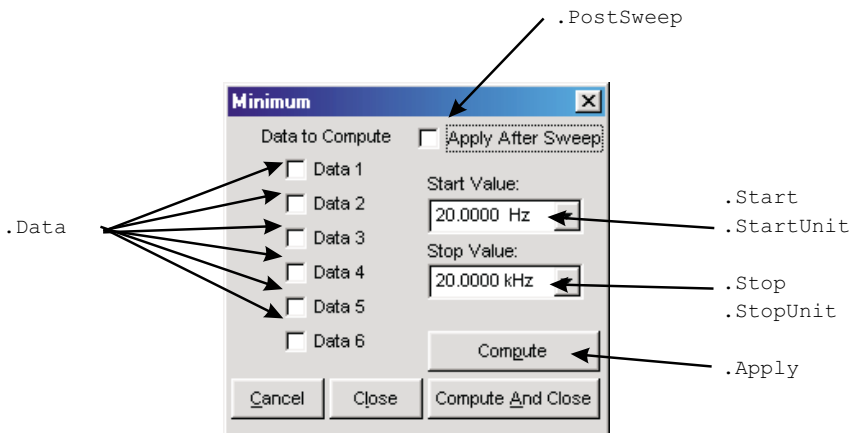 .PostSweep
Minimum
Data to Compute
Apply After Sweep
Data 1
Data 2
Data 3
Data 4
Data 5
Data 6
Start Value:
20.0000 Hz
Stop Value:
20.0000 kHz
Compute
Cancel
Close
Compute And Close
.Data
.Start
.StartUnit
.Stop
.StopUnit
.Apply